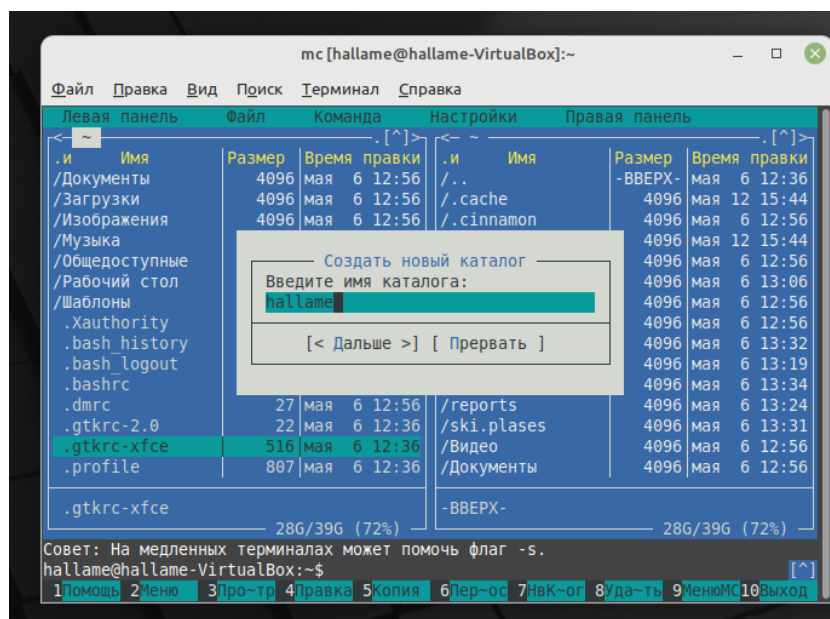 mc [hallame@hallame-VirtualBox]:~
Файл Правка Вид Поиск Терминал Справка
Левая панель Файл Команда Настройки Правая панель
<— ~ .[^]> <— ~ .[^]>
.и Имя Размер Время правки .и Имя Размер Время правки
/Документы 4096 мая 6 12:56 /.. -ВВЕРХ- мая 6 12:36
/Загрузки 4096 мая 6 12:56 /.cache 4096 мая 12 15:44
/Изображения 4096 мая 6 12:56 /.cinnamon 4096 мая 6 12:56
/Музыка 4096 мая 12 15:44
/Общедоступные 4096 мая 6 12:56
/Рабочий стол 4096 мая 6 13:06
/Шаблоны 4096 мая 6 12:56
.Xauthority 4096 мая 6 12:56
.bash_history 4096 мая 6 13:32
.bash_logout 4096 мая 6 13:19
.bashrc 4096 мая 6 13:34
Создать новый каталог
Введите имя каталога:
hallame
[< Дальше >] [ Прервать ]
.dmrc 27 мая 6 12:56 /reports 4096 мая 6 13:24
.gtkrc-2.0 22 мая 6 12:36 /ski.plases 4096 мая 6 13:31
.gtkrc-xfce 516 мая 6 12:36 /Видео 4096 мая 6 12:56
.profile 807 мая 6 12:36 /Документы 4096 мая 6 12:56
.gtkrc-xfce -ВВЕРХ-
28G/39G (72%) 28G/39G (72%)
Совет: На медленных терминалах может помочь флаг -s.
hallame@hallame-VirtualBox:~$ [^]
1Помощь 2Меню 3Про~тр 4Правка 5Копия 6Пер~ос 7НвК~ог 8Уда~ть 9МенюMC 10Выход